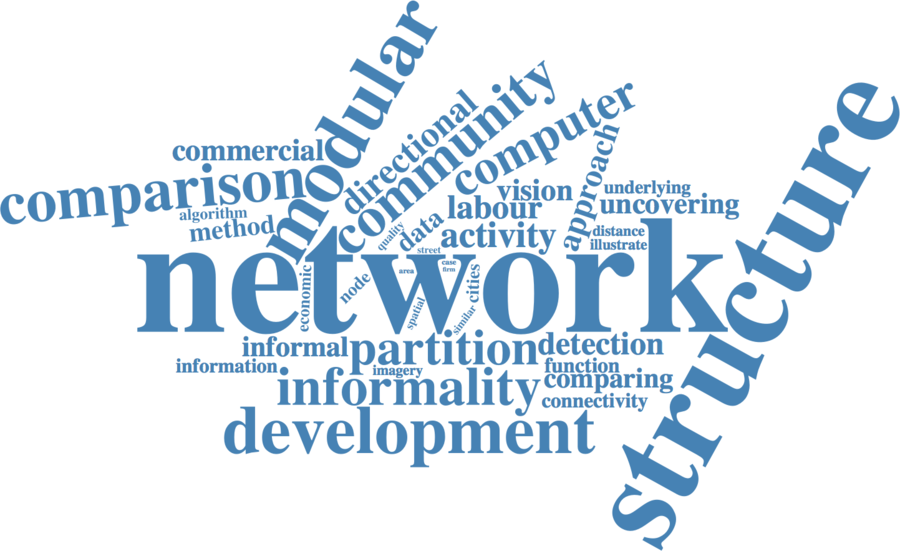 modular
directional
community
computer
structure
commercial
comparison
algorithm
method
approach
vision
underlying
labour
uncovering
quality
data
activity
distance
illustrate
street
network
economic
node
area
case
firm
cities
spatial
similar
informal
partition
detection
information
imagery
function
informality
comparing
connectivity
development